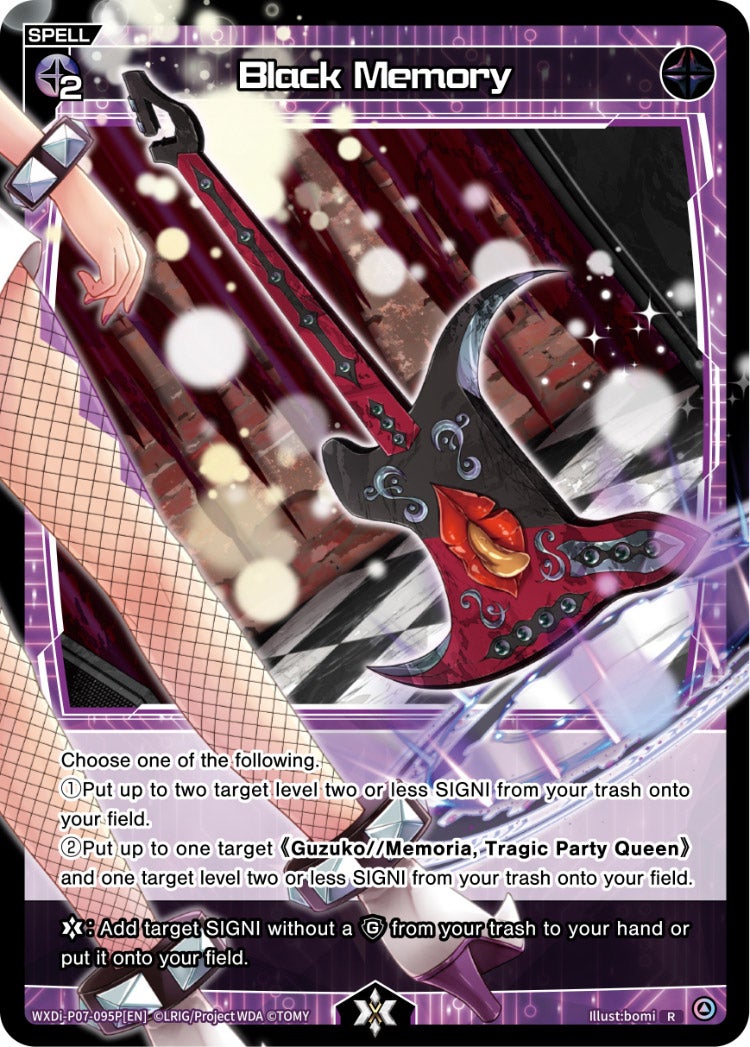 SPELL
2
Black Memory
Choose one of the following.
①Put up to two target level two or less SIGNI from your trash onto
your field.
②Put up to one target 《Guzuko//Memoria, Tragic Party Queen》
and one target level two or less SIGNI from your trash onto your field.
: Add target SIGNI without a G from your trash to your hand or
put it onto your field.
WXDi-P07-095P[EN] ©LRIG/Project WDA ©TOMY
Illust:bomi R